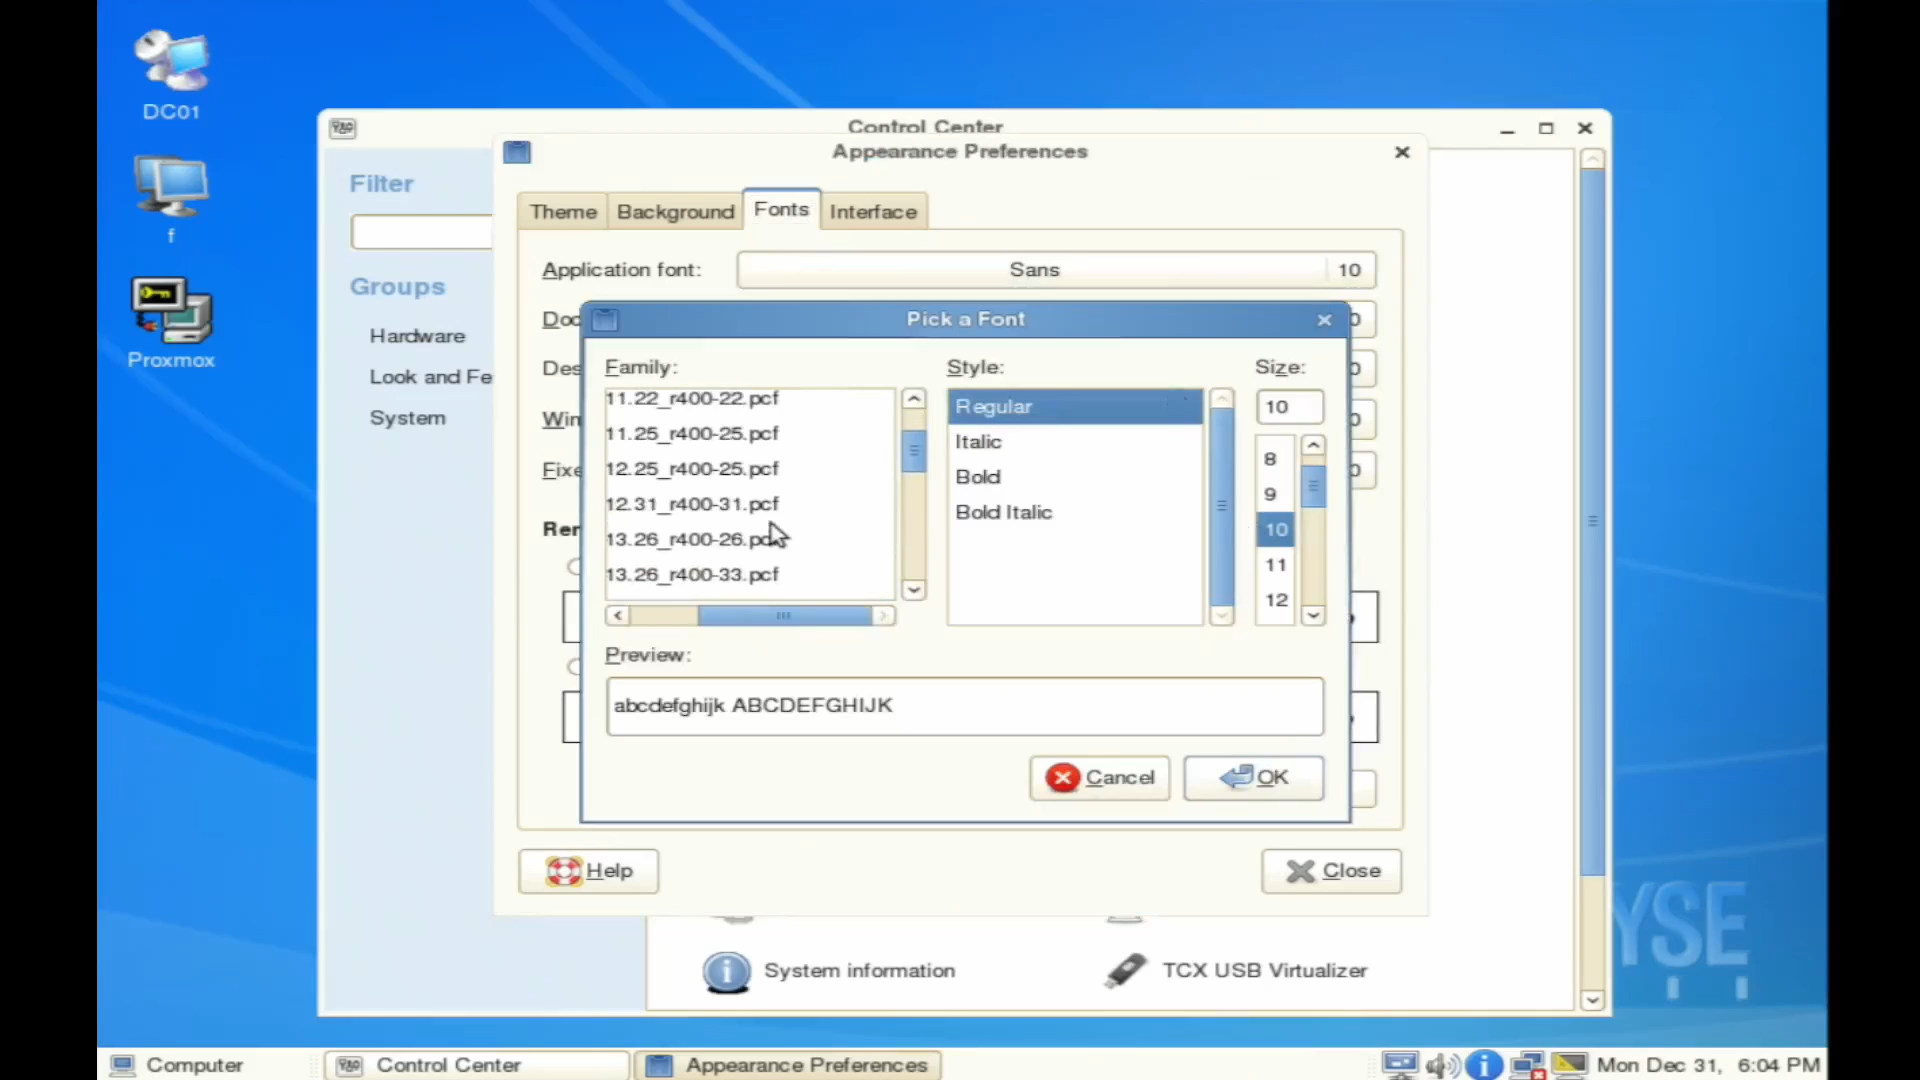 DC01
f
Proxmox
Control Center
Appearance Preferences
Filter
Groups
Hardware
Look and Fe
System
Theme
Background
Fonts
Interface
Application font:
Sans
10
Doc
Des
Win
Fixe
Ren
Pick a Font
Family:
11.22_r400-22.pcf
11.25_r400-25.pcf
12.25_r400-25.pcf
12.31_r400-31.pcf
13.26_r400-26.pcf
13.26_r400-33.pcf
Style:
Regular
Italic
Bold
Bold Italic
Size:
10
8
9
10
11
12
Preview:
abcdefghijk ABCDEFGHIJK
Cancel
OK
Help
Close
System information
TCX USB Virtualizer
YSE
Computer
Control Center
Appearance Preferences
Mon Dec 31, 6:04 PM